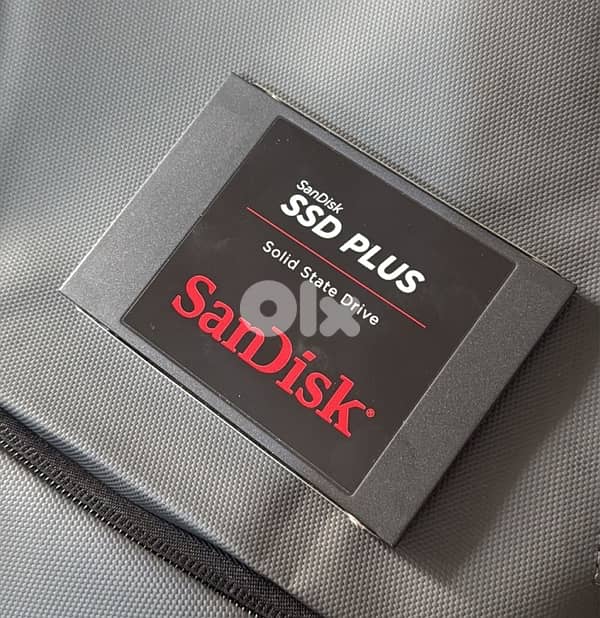 SanDisk
SSD PLUS
Solid State Drive
olx
SanDisk®